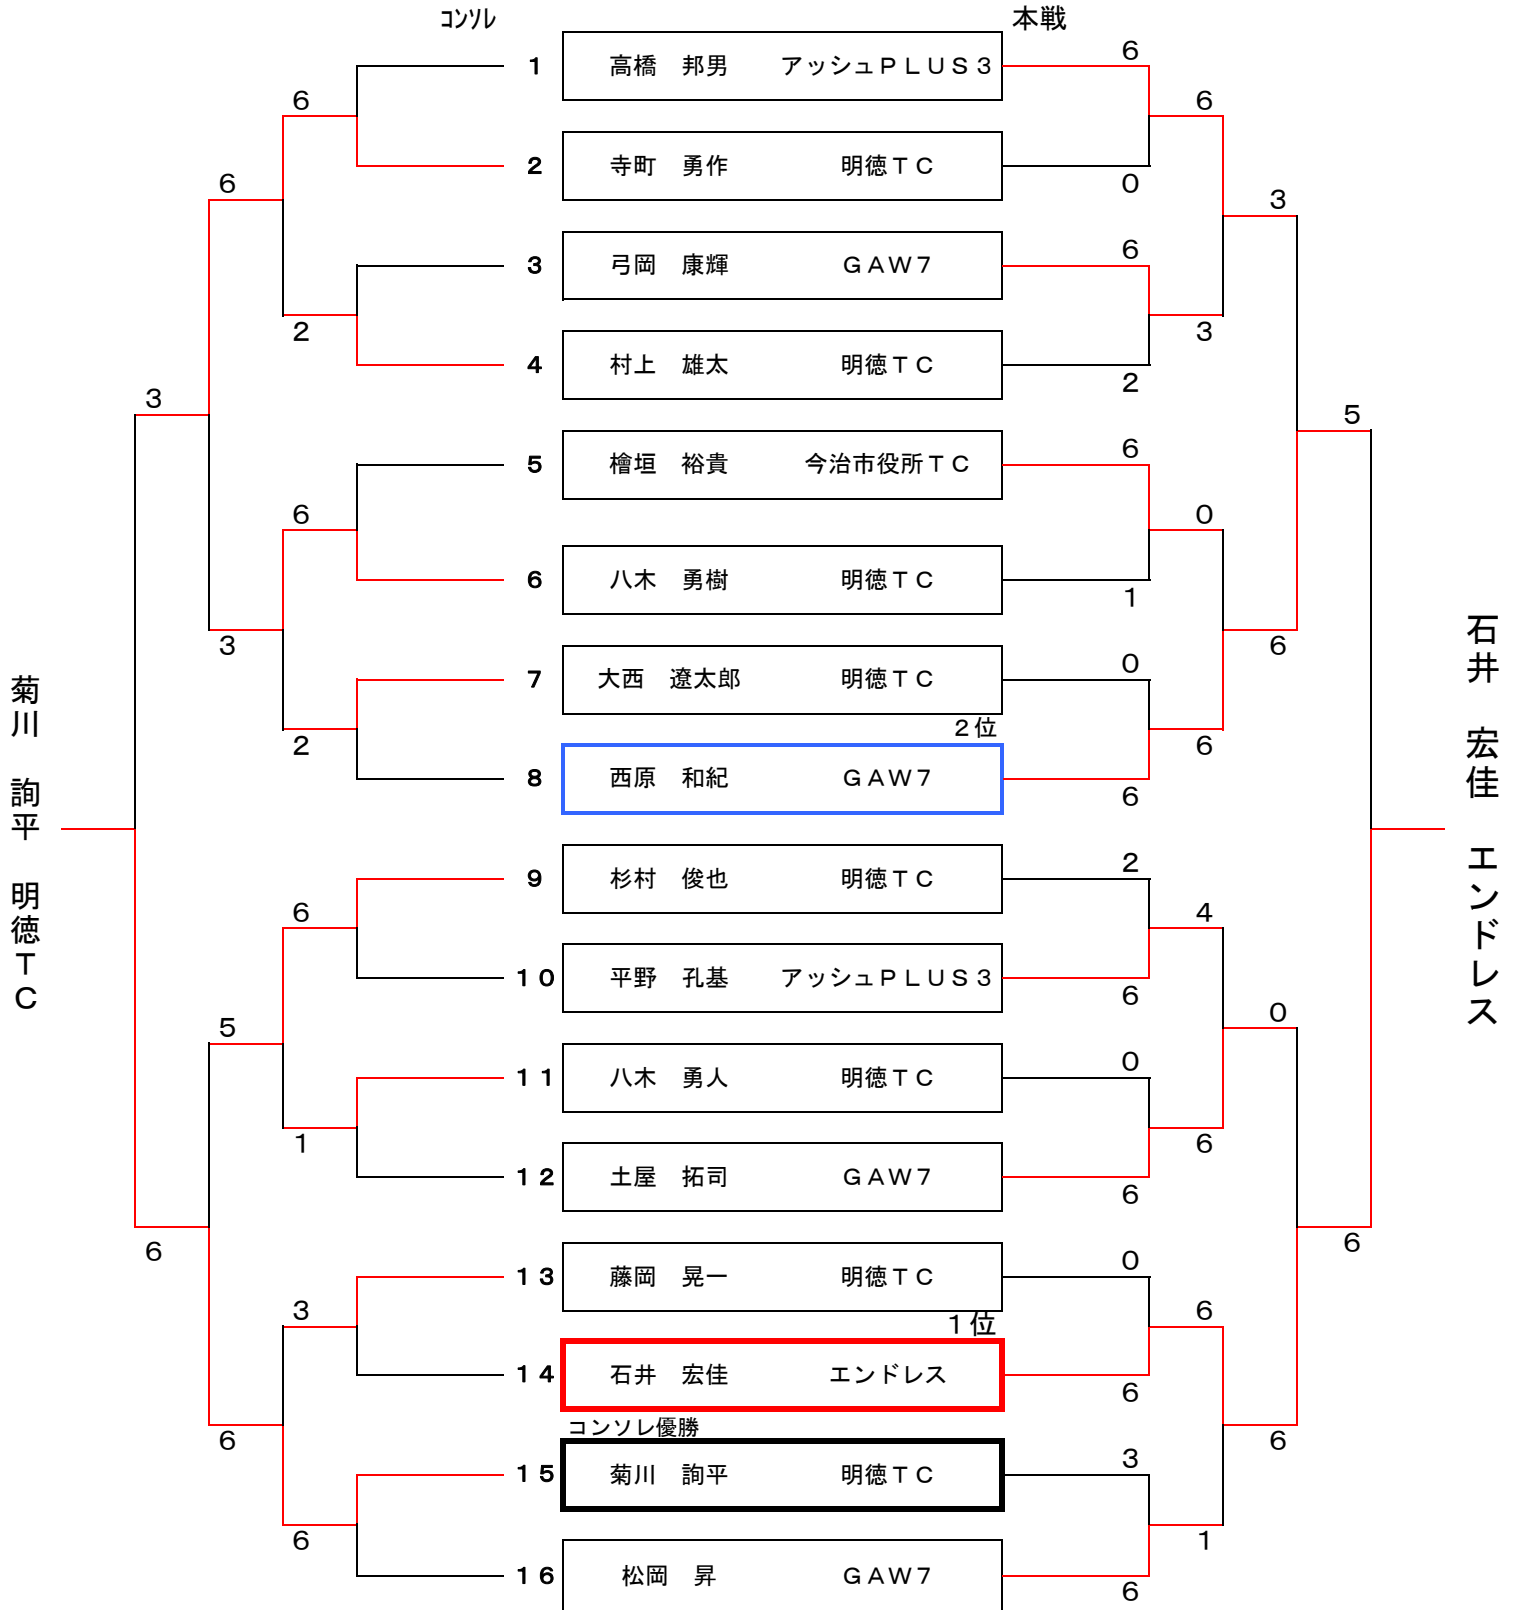 ｺﾝｿﾚ 本戦
6
1 高橋　邦男 アッシュＰＬＵＳ３
6 6
2 寺町　勇作 明徳ＴＣ
6 0
3
3 弓岡　康輝 ＧＡＷ７
6
2 3
4 村上　雄太 明徳ＴＣ
2
3 5
5 檜垣　裕貴 今治市役所ＴＣ
6
6 0
6 八木　勇樹 明徳ＴＣ
1
3 6
7 大西　遼太郎 明徳ＴＣ
0
２位
2 6
8 西原　和紀 ＧＡＷ７
6
菊川　詢平　明徳ＴＣ
石井　宏佳　エンドレス
9 杉村　俊也 明徳ＴＣ
2
6 4
10 平野　孔基 アッシュＰＬＵＳ３
6
5 0
11 八木　勇人 明徳ＴＣ
0
1 6
12 土屋　拓司 ＧＡＷ７
6
6 6
13 藤岡　晃一 明徳ＴＣ
0
3 6
１位
14 石井　宏佳 エンドレス
6
コンソレ優勝
6 6
15 菊川　詢平 明徳ＴＣ
3
6 1
16 松岡　昇 ＧＡＷ７
6